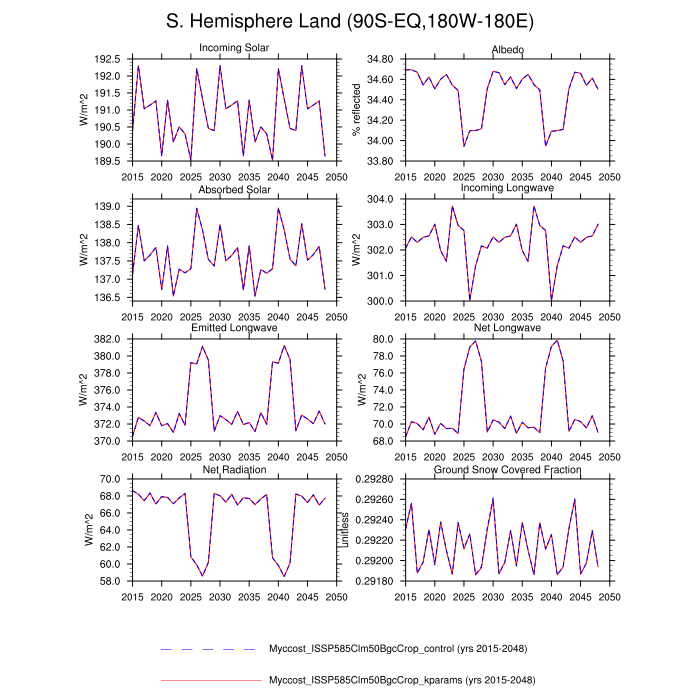 S. Hemisphere Land (90S-EQ,180W-180E)
Incoming Solar
W/m^2
192.5
192.0
191.5
191.0
190.5
190.0
189.5
2015 2020 2025 2030 2035 2040 2045 2050
Albedo
% reflected
34.80
34.60
34.40
34.20
34.00
33.80
2015 2020 2025 2030 2035 2040 2045 2050
Absorbed Solar
W/m^2
139.0
138.5
138.0
137.5
137.0
136.5
2015 2020 2025 2030 2035 2040 2045 2050
Incoming Longwave
W/m^2
304.0
303.0
302.0
301.0
300.0
2015 2020 2025 2030 2035 2040 2045 2050
Emitted Longwave
W/m^2
382.0
380.0
378.0
376.0
374.0
372.0
370.0
2015 2020 2025 2030 2035 2040 2045 2050
Net Longwave
W/m^2
80.0
78.0
76.0
74.0
72.0
70.0
68.0
2015 2020 2025 2030 2035 2040 2045 2050
Net Radiation
W/m^2
70.0
68.0
66.0
64.0
62.0
60.0
58.0
2015 2020 2025 2030 2035 2040 2045 2050
Ground Snow Covered Fraction
unitless
0.29280
0.29260
0.29240
0.29220
0.29200
0.29180
2015 2020 2025 2030 2035 2040 2045 2050
Myccost_ISSP585Clm50BgcCrop_control (yrs 2015-2048)
Myccost_ISSP585Clm50BgcCrop_kparams (yrs 2015-2048)